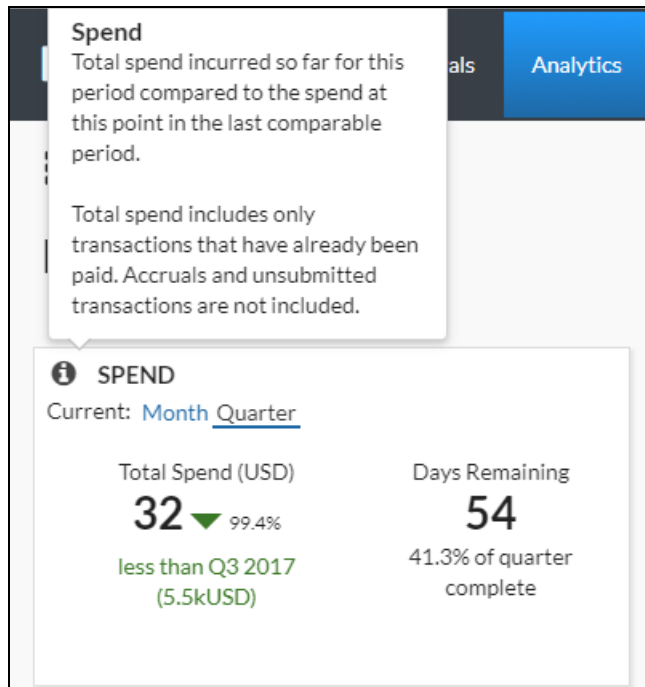 Spend
Total spend incurred so far for this
period compared to the spend at
this point in the last comparable
period.
Total spend includes only
transactions that have already been
paid. Accruals and unsubmitted
transactions are not included.
als
Analytics
SPEND
Current: Month Quarter
Total Spend (USD)
32 99.4%
less than Q3 2017
(5.5kUSD)
Days Remaining
54
41.3% of quarter
complete